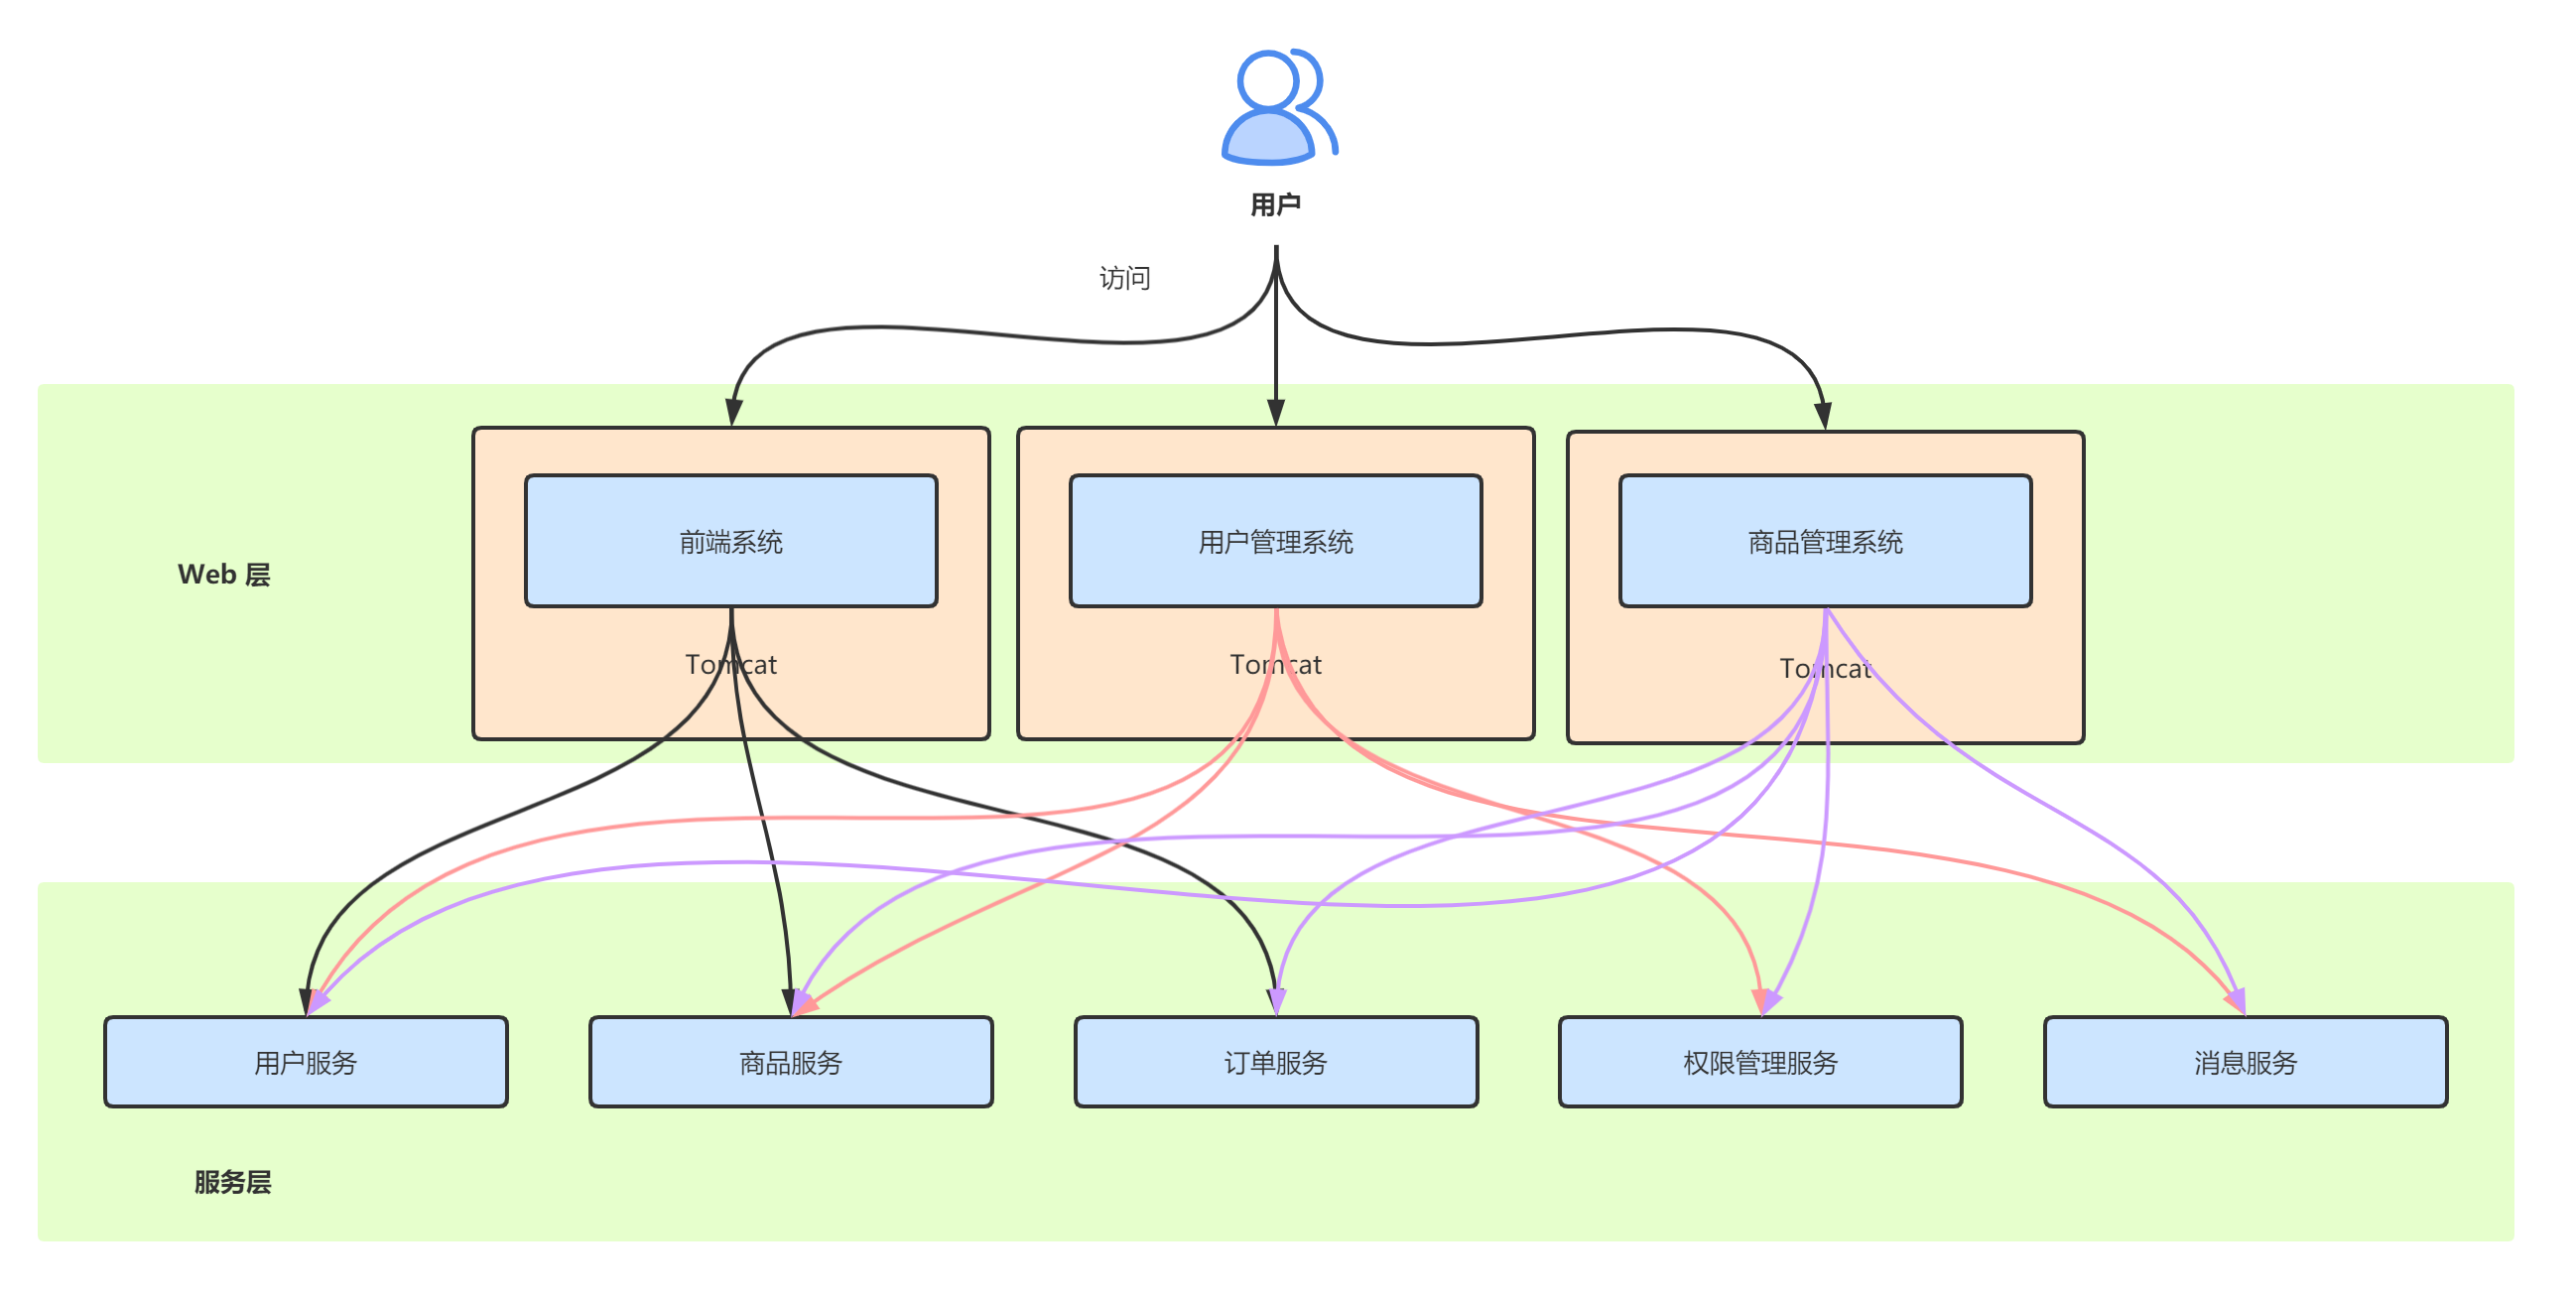 用户
访问
前端系统
用户管理系统
商品管理系统
Web 层
Tomcat
Tomcat
Tomcat
用户服务
商品服务
订单服务
权限管理服务
消息服务
服务层